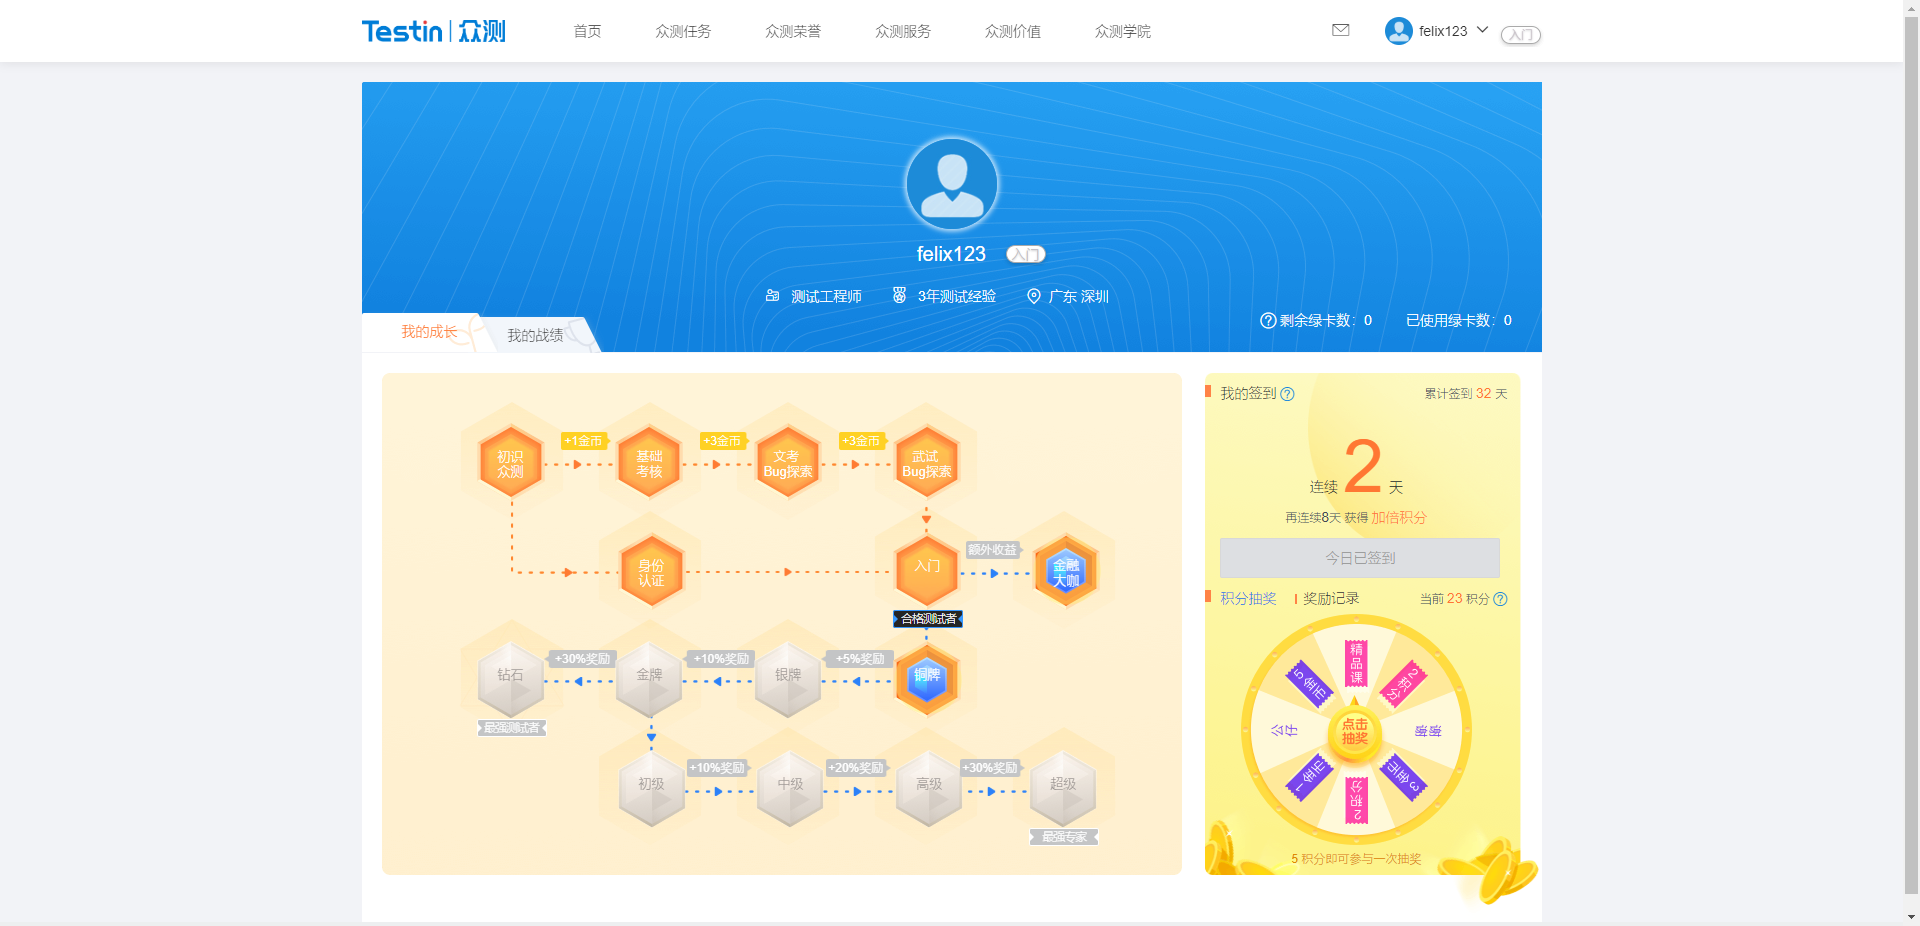 Testin 众测
首页
众测任务
众测荣誉
众测服务
众测价值
众测学院
felix123
入门
felix123
入门
测试工程师
3年测试经验
广东 深圳
剩余绿卡数：0
已使用绿卡数：0
我的成长
我的战绩
初识
众测
+1金币
基础
考核
+3金币
文考
Bug探索
+3金币
武试
Bug探索
身份
认证
入门
额外收益
金融
大咖
合格测试者
钻石
+30%奖励
金牌
+10%奖励
银牌
+5%奖励
铜牌
最强测试者
初级
+10%奖励
中级
+20%奖励
高级
+30%奖励
超级
最强专家
我的签到
累计签到 32 天
连续 2 天
再连续8天 获得 加倍积分
今日已签到
积分抽奖
奖励记录
当前 23 积分
精品课
2积分
3金币
2积分
1金币
公仔
5金币
点击
抽奖
5 积分即可参与一次抽奖